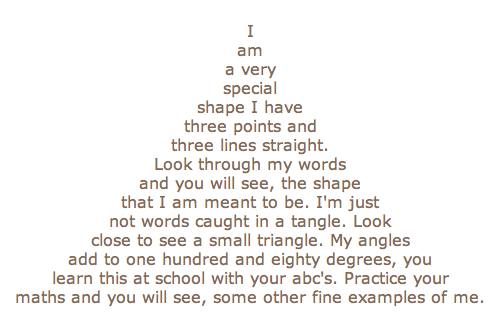 I
am
a very
special
shape I have
three points and
three lines straight.
Look through my words
and you will see, the shape
that I am meant to be. I'm just
not words caught in a tangle. Look
close to see a small triangle. My angles
add to one hundred and eighty degrees, you
learn this at school with your abc's. Practice your
maths and you will see, some other fine examples of me.